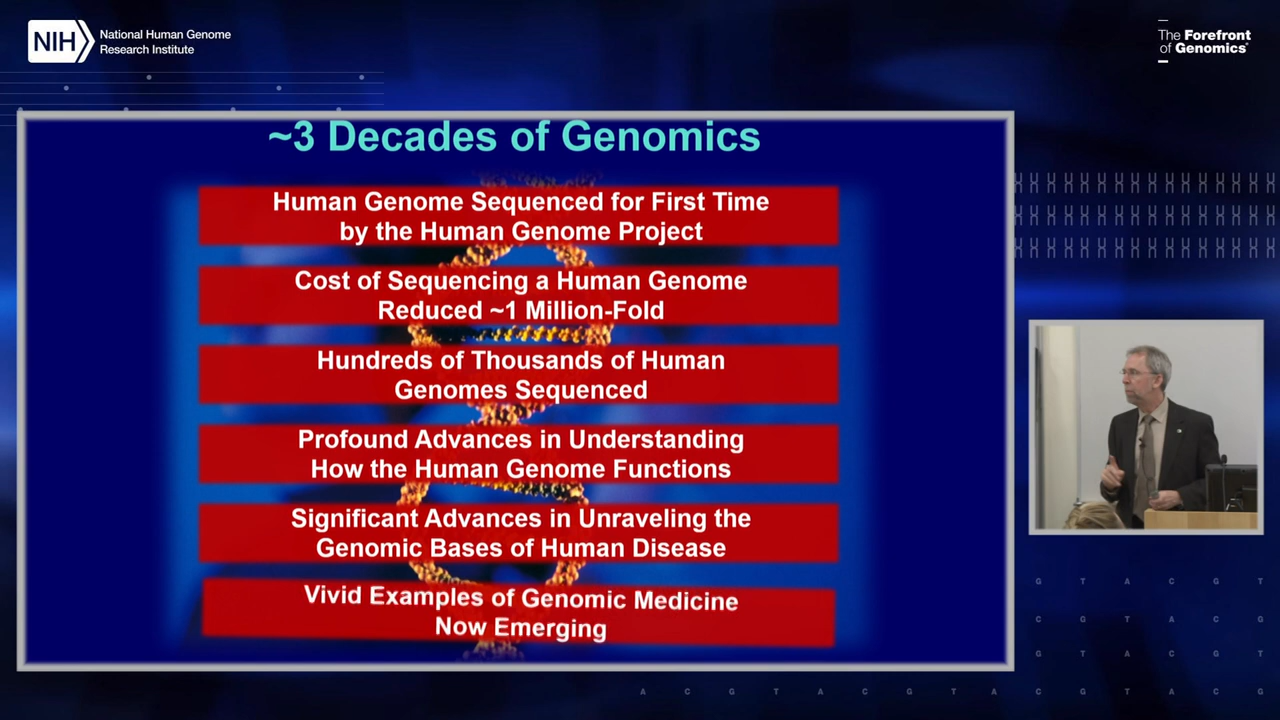 NIH
National Human Genome
Research Institute
The Forefront
of Genomics®
~3 Decades of Genomics
Human Genome Sequenced for First Time
by the Human Genome Project
Cost of Sequencing a Human Genome
Reduced ~1 Million-Fold
Hundreds of Thousands of Human
Genomes Sequenced
Profound Advances in Understanding
How the Human Genome Functions
Significant Advances in Unraveling the
Genomic Bases of Human Disease
Vivid Examples of Genomic Medicine
Now Emerging
G T A C G T
C G T A C G
G T A C G T
A C G T A C G T A C G T A C G